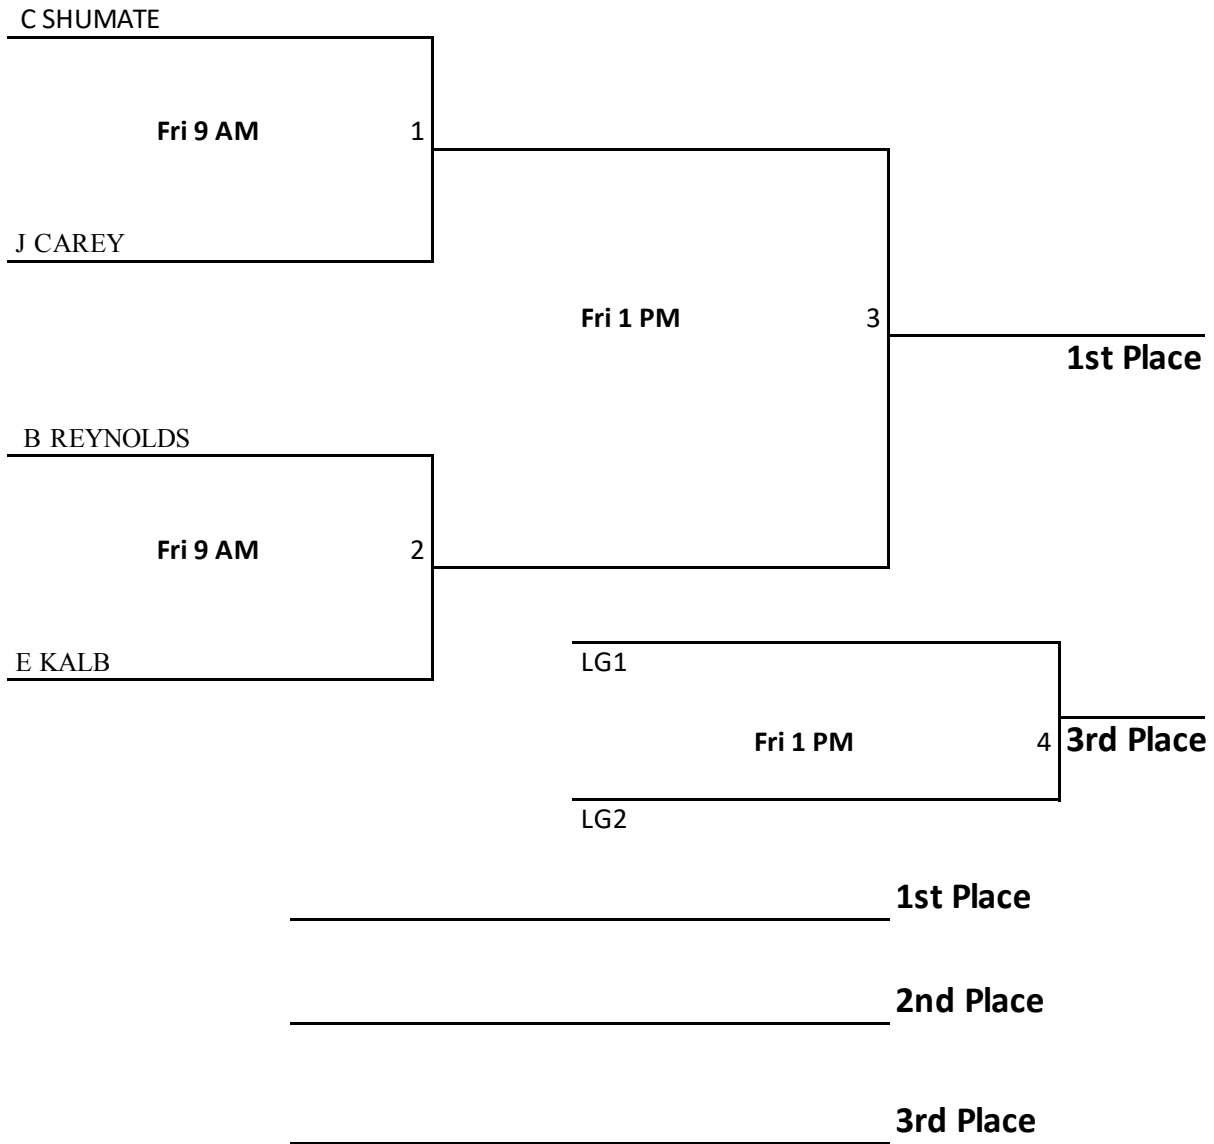 C SHUMATE
Fri 9 AM 1
J CAREY
Fri 1 PM 3
1st Place
B REYNOLDS
Fri 9 AM 2
E KALB
LG1
Fri 1 PM 4 3rd Place
LG2
1st Place
2nd Place
3rd Place